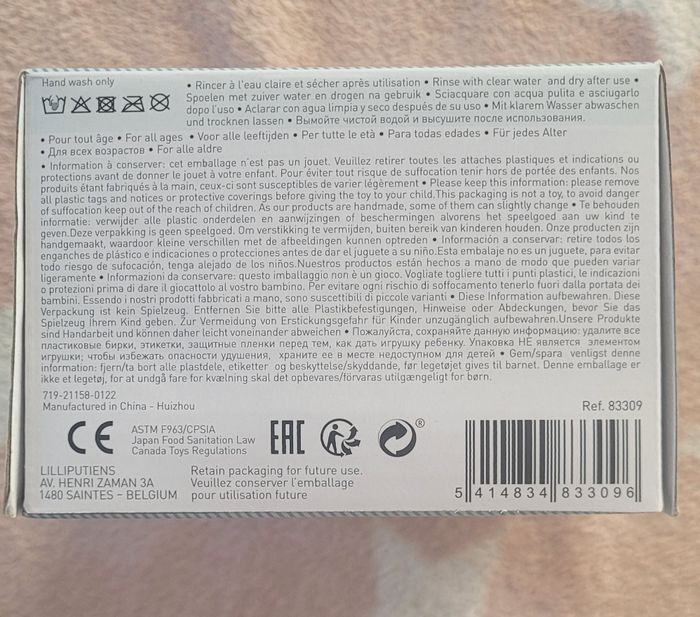 Hand wash only
• Rincer à l'eau claire et sécher après utilisation • Rinse with clear water and dry after use •
Spoelen met zuiver water en drogen na gebruik • Sciacquare con acqua pulita e asciugarlo
dopo l'uso • Aclarar con agua limpia y seco después de su uso • Mit klarem Wasser abwaschen
und trocknen lassen • Вымойте чистой водой и высушите после использования.
• Pour tout âge • For all ages • Voor alle leeftijden • Per tutte le età • Para todas edades • Für jedes Alter
• Для всех возрастов • For alle aldre
• Information à conserver: cet emballage n'est pas un jouet. Veuillez retirer toutes les attaches plastiques et indications ou
protections avant de donner le jouet à votre enfant. Pour éviter tout risque de suffocation tenir hors de portée des enfants. Nos
produits étant fabriqués à la main, ceux-ci sont susceptibles de varier légèrement • Please keep this information: please remove
all plastic tags and notices or protective coverings before giving the toy to your child.This packaging is not a toy, to avoid danger
of suffocation keep out of the reach of children. As our products are handmade, some of them can slightly change • Te behouden
informatie: verwijder alle plastic onderdelen en aanwijzingen of beschermingen alvorens het speelgoed aan uw kind te
geven.Deze verpakking is geen speelgoed. Om verstikking te vermijden, buiten bereik van kinderen houden. Onze producten zijn
handgemaakt, waardoor kleine verschillen met de afbeeldingen kunnen optreden • Información a conservar: retire todos los
enganches de plástico e indicaciones o protecciones antes de dar el juguete a su niño.Esta embalaje no es un juguete, para evitar
todo riesgo de sufocación, tenga alejado de los niños.Nuestros productos están hechos a mano de modo que pueden variar
ligeramente • Informazioni da conservare: questo imballaggio non è un gioco. Vogliate togliere tutti i punti plastici, le indicazioni
o protezioni prima di dare il giocattolo al vostro bambino. Per evitare ogni rischio di soffocamento tenerlo fuori dalla portata dei
bambini. Essendo i nostri prodotti fabbricati a mano, sono suscettibili di piccole varianti • Diese Information aufbewahren. Diese
Verpackung ist kein Spielzeug. Entfernen Sie bitte alle Plastikbefestigungen, Hinweise oder Abdeckungen, bevor Sie das
Spielzeug Ihrem Kind geben. Zur Vermeidung von Erstickungsgefahr für Kinder unzugänglich aufbewahren.Unsere Produkte
sind Handarbeit und können daher leicht voneinander abweichen • Пожалуйста, сохраняйте данную информацию: удалите все
пластиковые бирки, этикетки, защитные пленки перед тем, как дать игрушку ребенку. Упаковка НЕ является элементом
игрушки; чтобы избежать опасности удушения, храните ее в месте недоступном для детей • Gem/spara venligst denne
information: fjern/ta bort alle plastdele, etiketter og beskyttelse/skyddande, før legetøjet gives til barnet. Denne emballage er
ikke et legetøj, for at undgå fare for kvælning skal det opbevares/förvaras utilgængeligt for børn.
719-21158-0122
Manufactured in China - Huizhou
Ref. 83309
CE
ASTM F963/CPSIA
Japan Food Sanitation Law
Canada Toys Regulations
EAC
®
LILLIPUTIENS
AV. HENRI ZAMAN 3A
1480 SAINTES – BELGIUM
Retain packaging for future use.
Veuillez conserver l'emballage
pour utilisation future
5 414834 833096